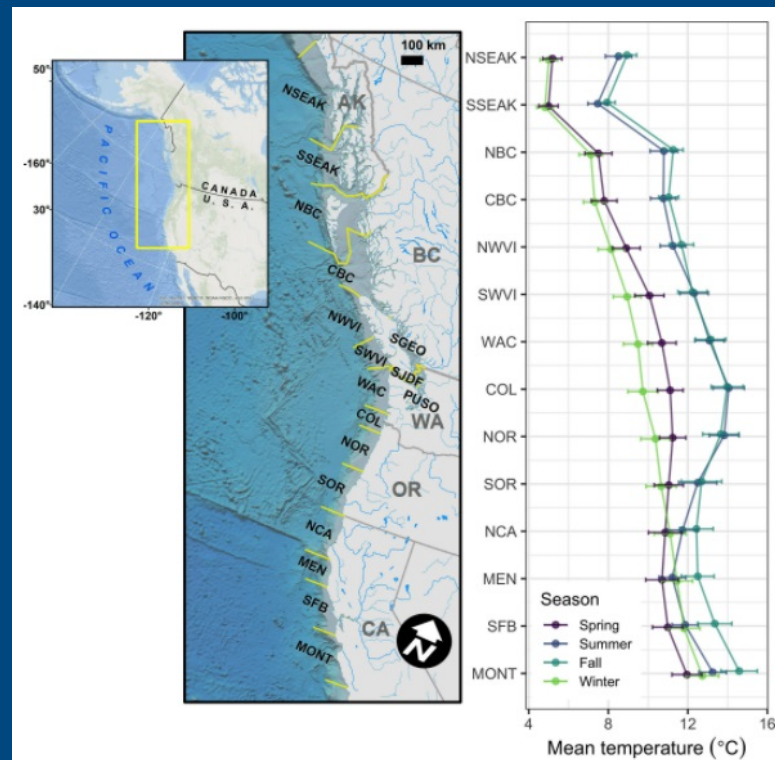 50°
-160°
30°
-140°
-120°
-100°
PACIFIC OCEAN
CANADA
U. S. A.
100 km
NSEAK
AK
SSEAK
NBC
BC
CBC
NWVI
SGEO
SWVI
SJDF
WAC
PUSO
COL
WA
NOR
SOR
OR
NCA
MEN
SFB
CA
MONT
N
NSEAK
SSEAK
NBC
CBC
NWVI
SWVI
WAC
COL
NOR
SOR
NCA
MEN
SFB
MONT
Season
Spring
Summer
Fall
Winter
4
8
12
16
Mean temperature (°C)